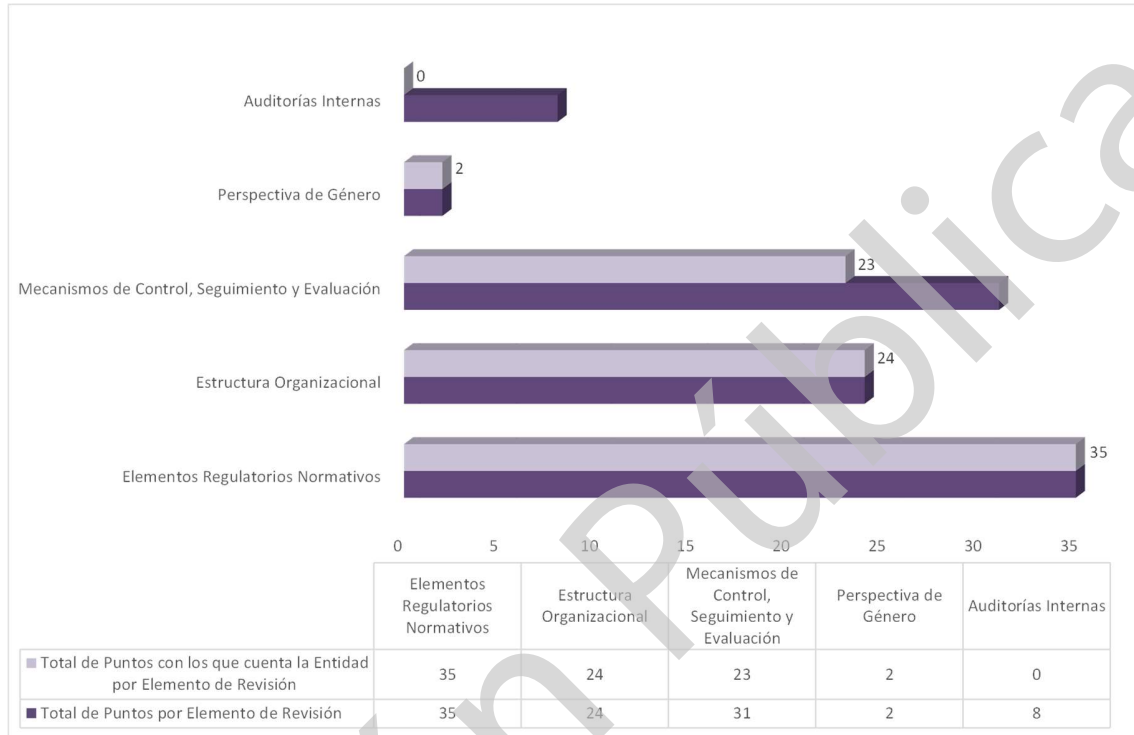 0
Auditorías Internas
2
Perspectiva de Género
23
Mecanismos de Control, Seguimiento y Evaluación
24
Estructura Organizacional
35
Elementos Regulatorios Normativos
0 5 10 15 20 25 30 35
Elementos
Regulatorios
Normativos
Estructura
Organizacional
Mecanismos de
Control,
Seguimiento y
Evaluación
Perspectiva de
Género
Auditorías Internas
Total de Puntos con los que cuenta la Entidad
por Elemento de Revisión
35 24 23 2 0
Total de Puntos por Elemento de Revisión 35 24 31 2 8
Pública